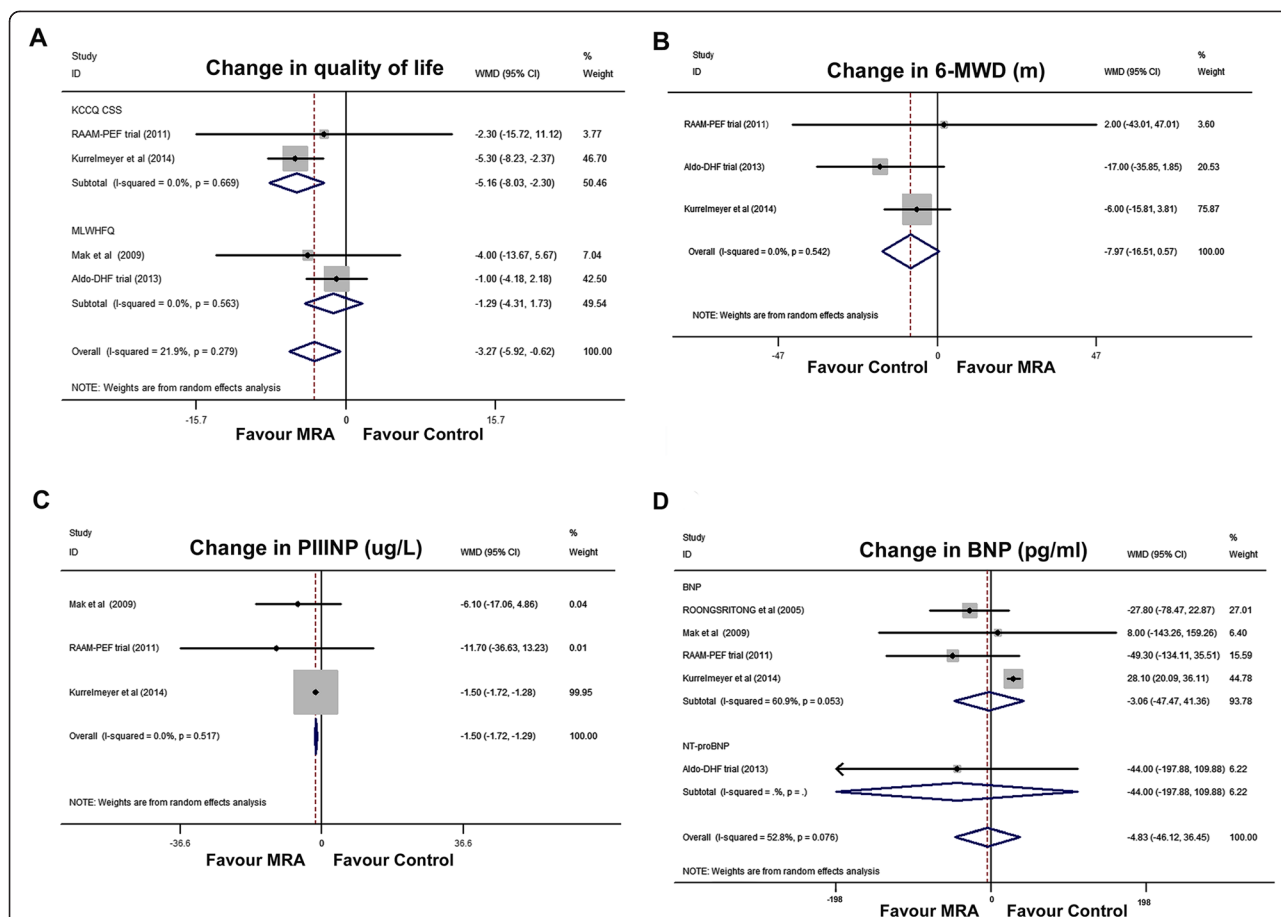 A
Study
ID
Change in quality of life
WMD (95% CI)
%
Weight
KCCQ CSS
RAAM-PEF trial (2011) -2.30 (-15.72, 11.12) 3.77
Kurrelmeyer et al (2014) -5.30 (-8.23, -2.37) 46.70
Subtotal (I-squared = 0.0%, p = 0.669) -5.16 (-8.03, -2.30) 50.46
MLWHFQ
Mak et al (2009) -4.00 (-13.67, 5.67) 7.04
Aldo-DHF trial (2013) -1.00 (-4.18, 2.18) 42.50
Subtotal (I-squared = 0.0%, p = 0.563) -1.29 (-4.31, 1.73) 49.54
Overall (I-squared = 21.9%, p = 0.279) -3.27 (-5.92, -0.62) 100.00
NOTE: Weights are from random effects analysis
-15.7 0 15.7
Favour MRA Favour Control
B
Study
ID
Change in 6-MWD (m)
WMD (95% CI)
%
Weight
RAAM-PEF trial (2011) 2.00 (-43.01, 47.01) 3.60
Aldo-DHF trial (2013) -17.00 (-35.85, 1.85) 20.53
Kurrelmeyer et al (2014) -6.00 (-15.81, 3.81) 75.87
Overall (I-squared = 0.0%, p = 0.542) -7.97 (-16.51, 0.57) 100.00
NOTE: Weights are from random effects analysis
-47 0 47
Favour Control Favour MRA
C
Study
ID
Change in PIIINP (ug/L)
WMD (95% CI)
%
Weight
Mak et al (2009) -6.10 (-17.06, 4.86) 0.04
RAAM-PEF trial (2011) -11.70 (-36.63, 13.23) 0.01
Kurrelmeyer et al (2014) -1.50 (-1.72, -1.28) 99.95
Overall (I-squared = 0.0%, p = 0.517) -1.50 (-1.72, -1.29) 100.00
NOTE: Weights are from random effects analysis
-36.6 0 36.6
Favour MRA Favour Control
D
Study
ID
Change in BNP (pg/ml)
WMD (95% CI)
%
Weight
BNP
ROONGSRITONG et al (2005) -27.80 (-78.47, 22.87) 27.01
Mak et al (2009) 8.00 (-143.26, 159.26) 6.40
RAAM-PEF trial (2011) -49.30 (-134.11, 35.51) 15.59
Kurrelmeyer et al (2014) 28.10 (20.09, 36.11) 44.78
Subtotal (I-squared = 60.9%, p = 0.053) -3.06 (-47.47, 41.36) 93.78
NT-proBNP
Aldo-DHF trial (2013) -44.00 (-197.88, 109.88) 6.22
Subtotal (I-squared = .%, p = .) -44.00 (-197.88, 109.88) 6.22
Overall (I-squared = 52.8%, p = 0.076) -4.83 (-46.12, 36.45) 100.00
NOTE: Weights are from random effects analysis
-198 0 198
Favour MRA Favour Control